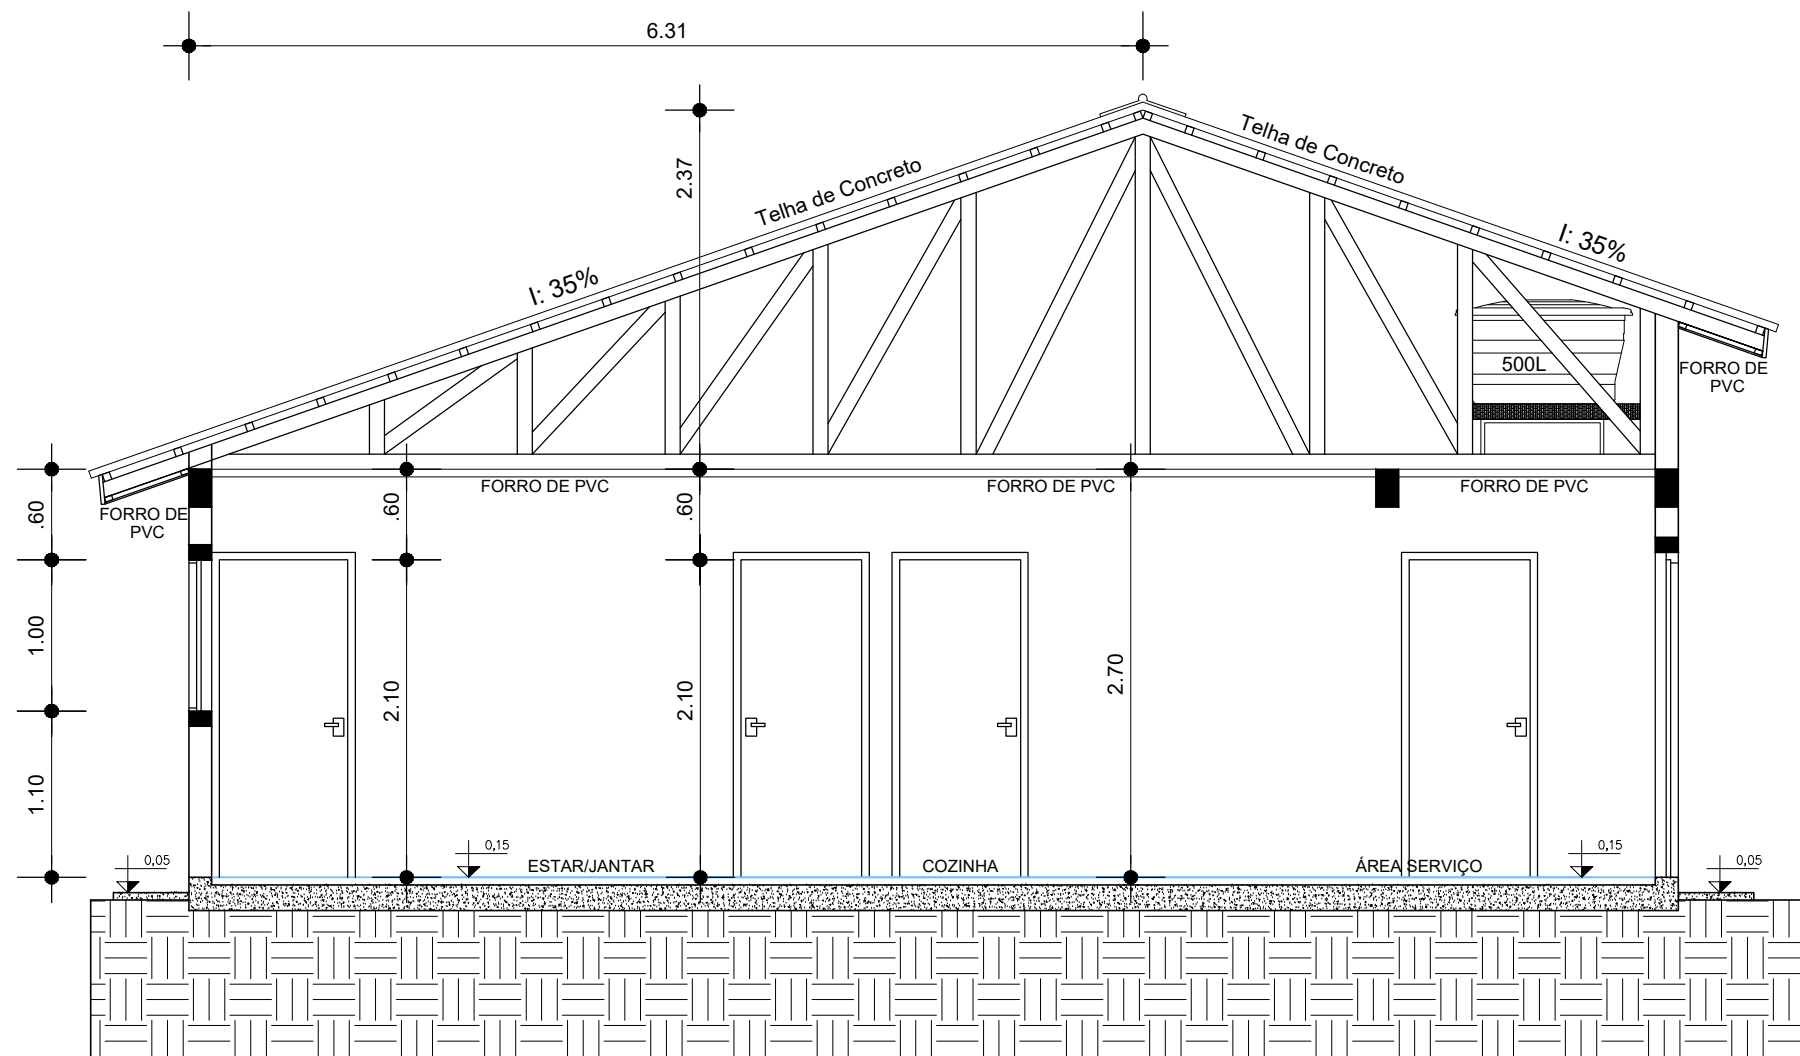 6.31
2.37
Telha de Concreto
Telha de Concreto
I: 35%
I: 35%
500L
FORRO DE
PVC
FORRO DE PVC
FORRO DE PVC
FORRO DE PVC
FORRO DE
PVC
.60
.60
.60
1.00
2.10
2.10
2.70
1.10
0,05
0,15
ESTAR/JANTAR
COZINHA
ÁREA SERVIÇO
0,15
0,05